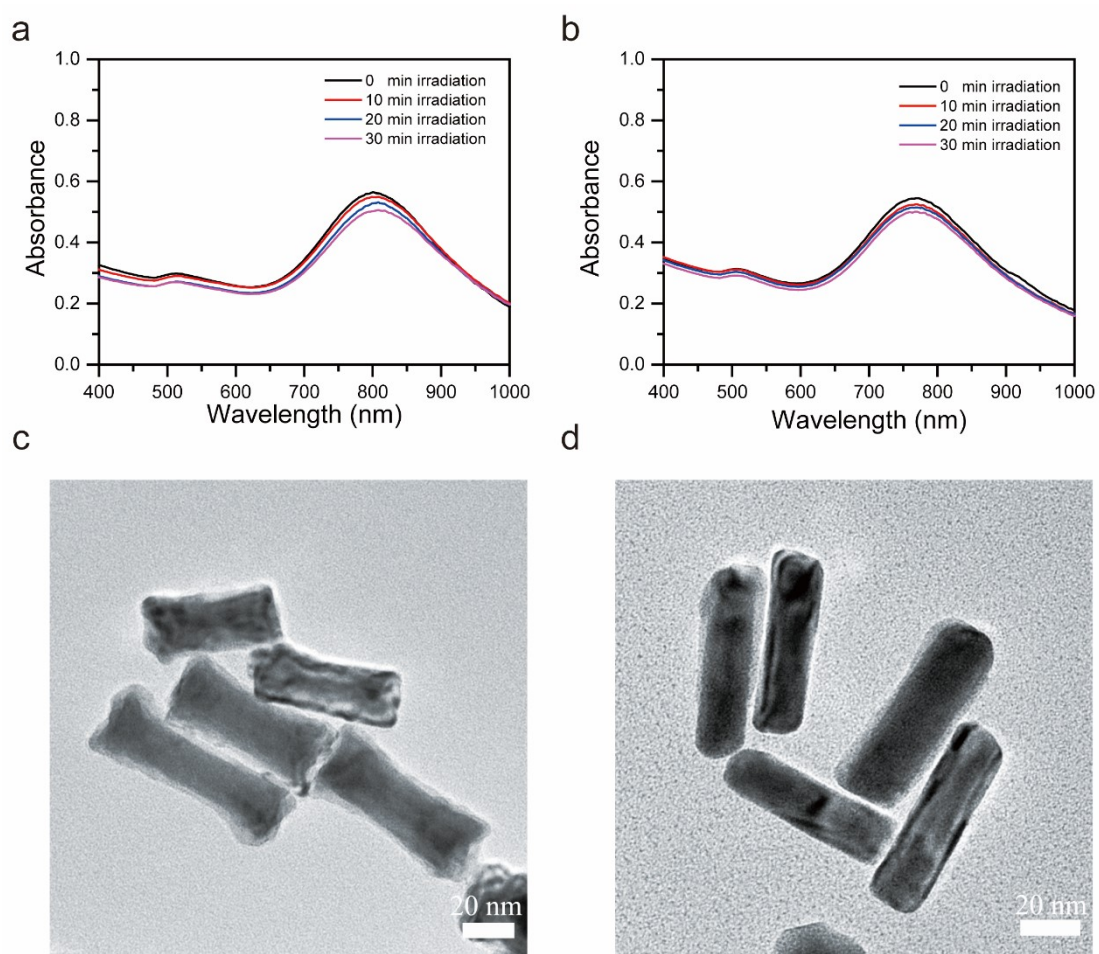 a
1.0
0.8
0.6
0.4
0.2
0.0
Absorbance
0 min irradiation
10 min irradiation
20 min irradiation
30 min irradiation
400 500 600 700 800 900 1000
Wavelength (nm)
b
1.0
0.8
0.6
0.4
0.2
0.0
Absorbance
0 min irradiation
10 min irradiation
20 min irradiation
30 min irradiation
400 500 600 700 800 900 1000
Wavelength (nm)
c
20 nm
d
20 nm